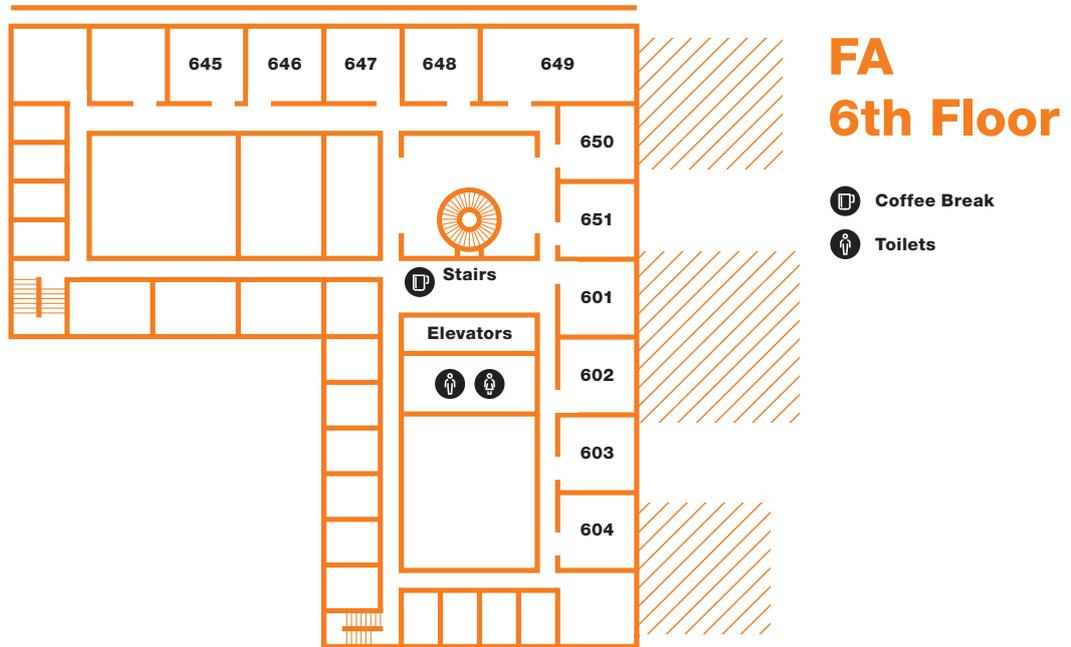 FA
6th Floor
645
646
647
648
649
650
651
Coffee Break
Toilets
Stairs
601
Elevators
602
603
604